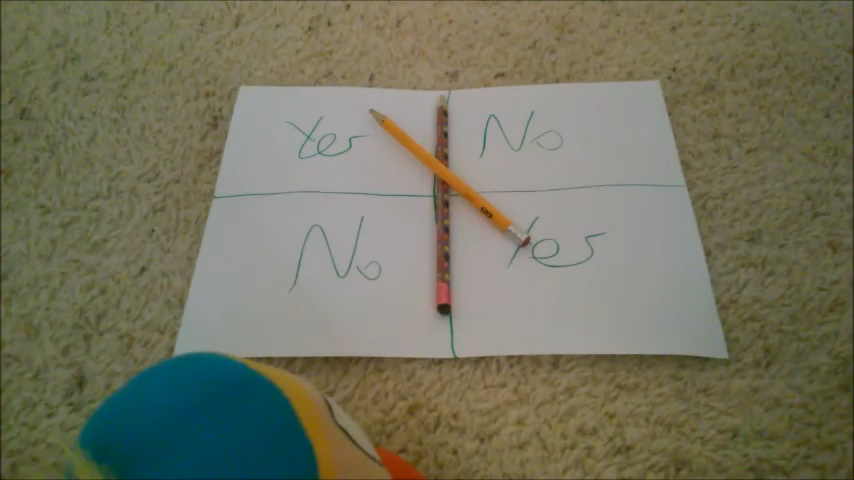 Yes No
No Yes